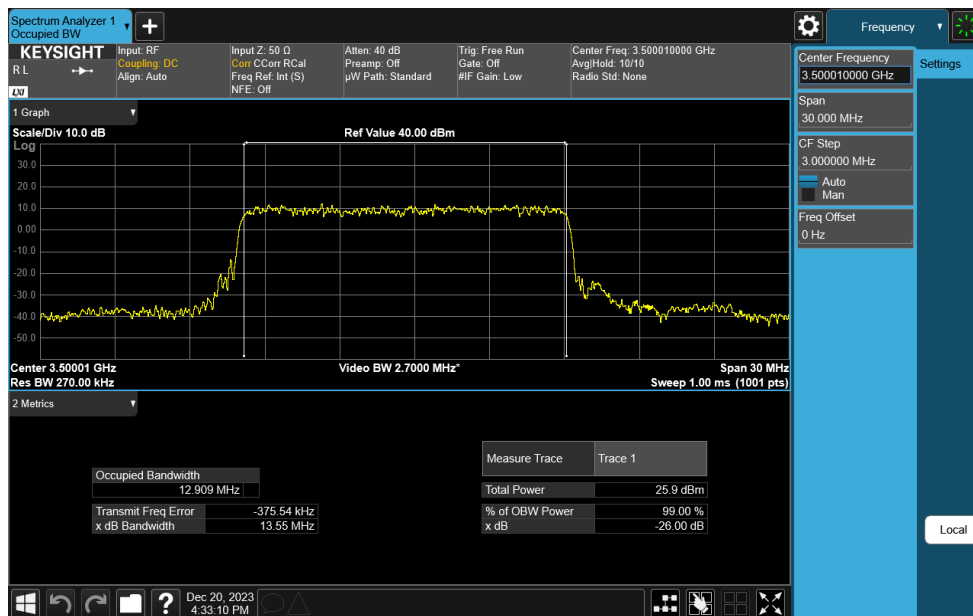 Spectrum Analyzer 1
Occupied BW
Frequency
KEYSIGHT
R L
LXI
Input: RF
Coupling: DC
Align: Auto
Input Z: 50 Ω
Corr CCorr RCal
Freq Ref: Int (S)
NFE: Off
Atten: 40 dB
Preamp: Off
µW Path: Standard
Trig: Free Run
Gate: Off
#IF Gain: Low
Center Freq: 3.500010000 GHz
Avg|Hold: 10/10
Radio Std: None
Center Frequency
3.500010000 GHz
Settings
Span
30.000 MHz
CF Step
3.000000 MHz
Auto
Man
Freq Offset
0 Hz
Local
1 Graph
Scale/Div 10.0 dB
Ref Value 40.00 dBm
Log
30.0
20.0
10.0
0.00
-10.0
-20.0
-30.0
-40.0
-50.0
Center 3.50001 GHz
Video BW 2.7000 MHz*
Span 30 MHz
Res BW 270.00 kHz
Sweep 1.00 ms (1001 pts)
2 Metrics
Measure Trace Trace 1
Occupied Bandwidth
12.909 MHz
Total Power 25.9 dBm
Transmit Freq Error -375.54 kHz
% of OBW Power 99.00 %
x dB Bandwidth 13.55 MHz
x dB -26.00 dB
?
Dec 20, 2023
4:33:10 PM